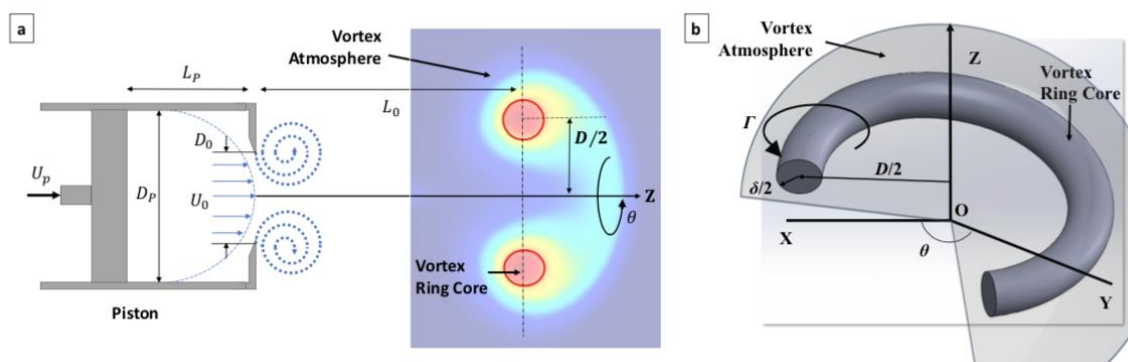 a
Vortex
Atmosphere
L_P
L_0
D_0
D/2
U_p
D_P
U_0
Z
θ
Vortex
Ring Core
Piston
b
Vortex
Atmosphere
Z
Vortex
Ring Core
Γ
D/2
δ/2
O
X
θ
Y